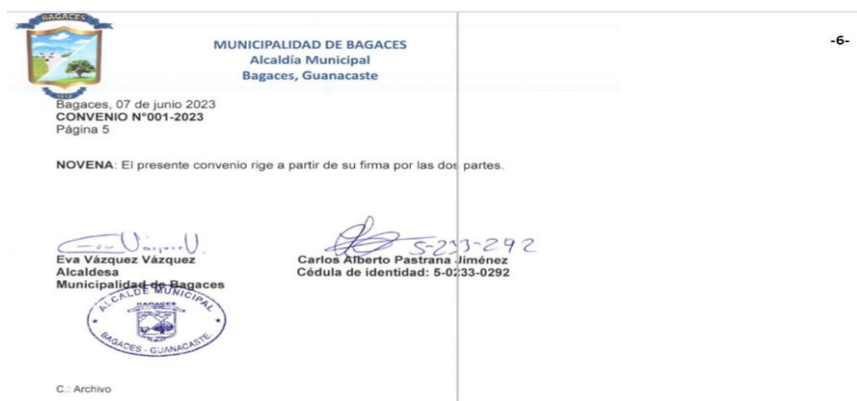 BAGACES
-6-
MUNICIPALIDAD DE BAGACES
Alcaldía Municipal
Bagaces, Guanacaste
Bagaces, 07 de junio 2023
CONVENIO N°001-2023
Página 5
NOVENA: El presente convenio rige a partir de su firma por las dos partes.
Eva Vázquez V.
5-233-292
Eva Vázquez Vázquez
Alcaldesa
Municipalidad de Bagaces
Carlos Alberto Pastrana Jiménez
Cédula de identidad: 5-0233-0292
ALCALDE MUNICIPAL
BAGACES
BAGACES - GUANACASTE
C.: Archivo